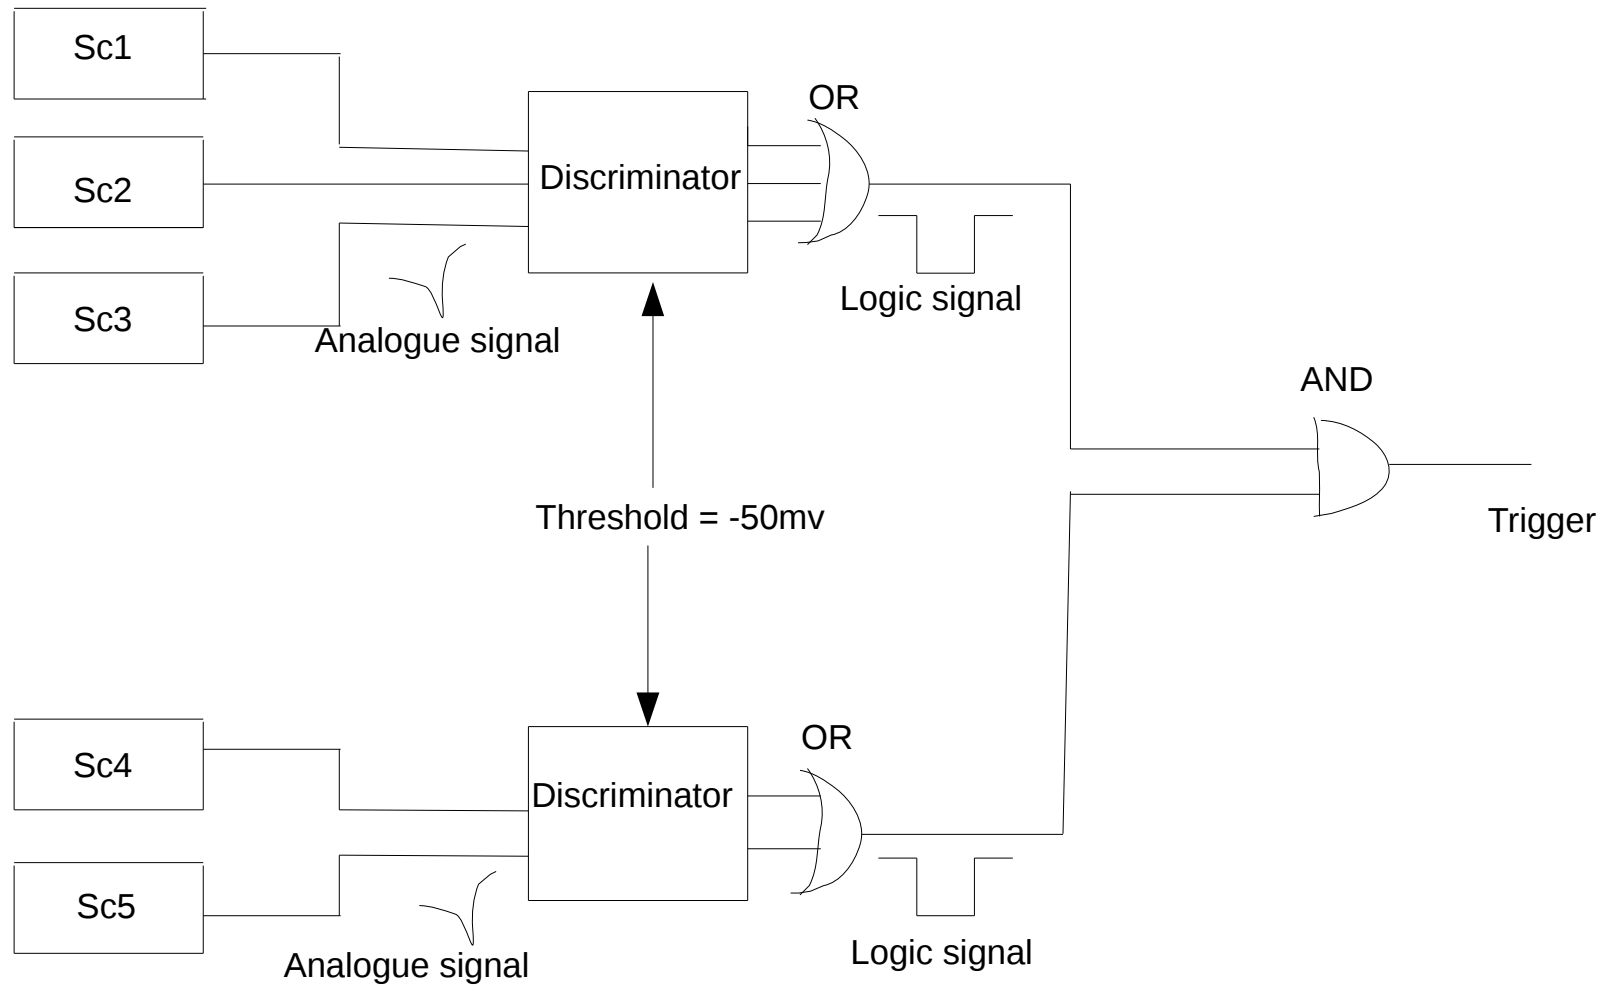 Sc1
OR
Sc2
Discriminator
Logic signal
Sc3
Analogue signal
AND
Threshold = -50mv
Trigger
OR
Sc4
Discriminator
Sc5
Logic signal
Analogue signal